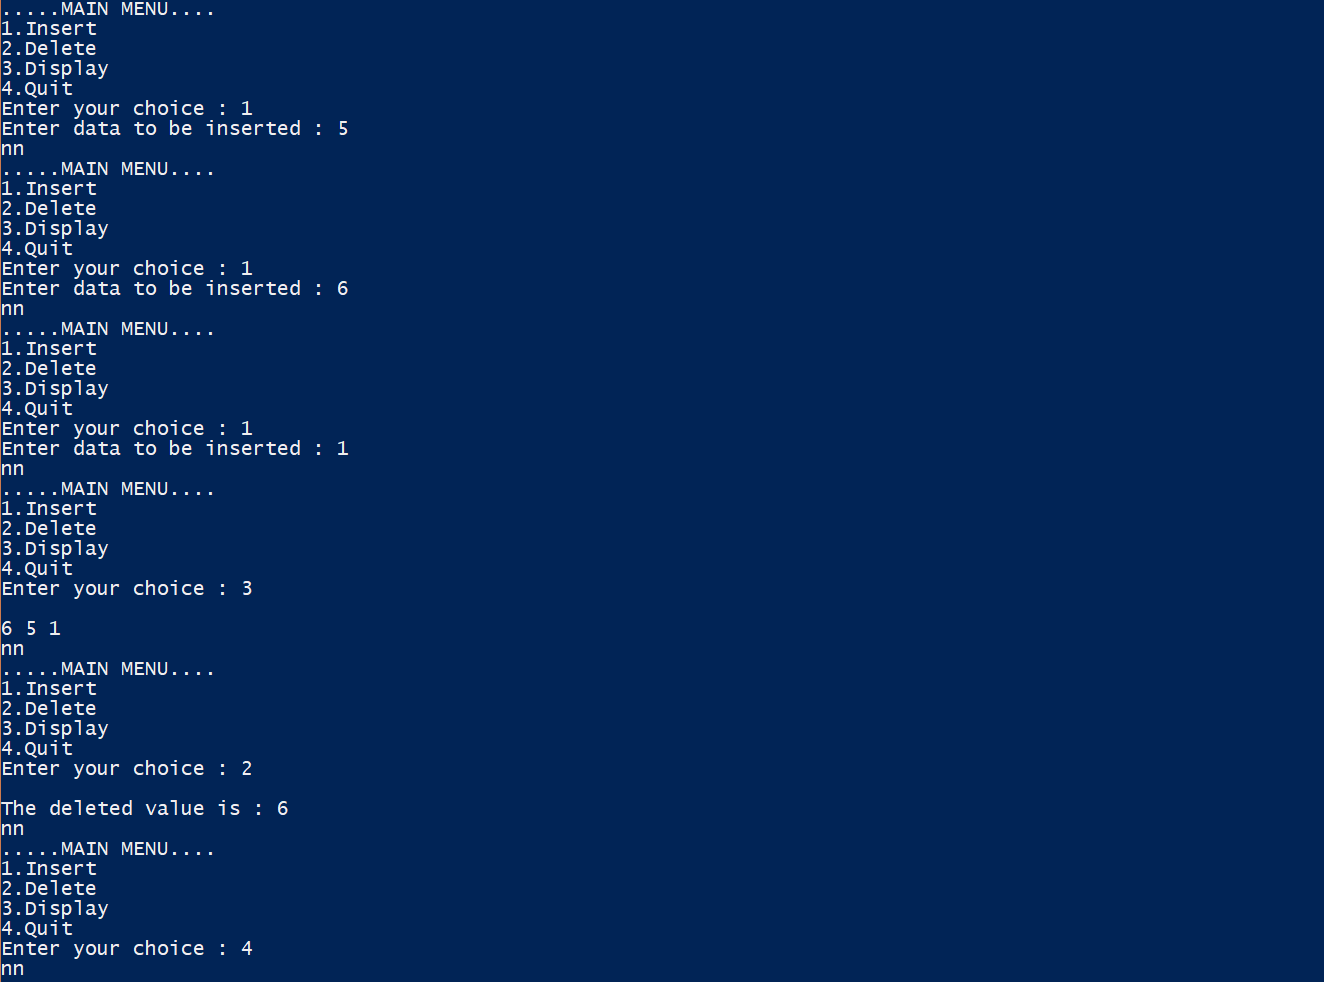 .....MAIN MENU....
1.Insert
2.Delete
3.Display
4.Quit
Enter your choice : 1
Enter data to be inserted : 5
nn
.....MAIN MENU....
1.Insert
2.Delete
3.Display
4.Quit
Enter your choice : 1
Enter data to be inserted : 6
nn
.....MAIN MENU....
1.Insert
2.Delete
3.Display
4.Quit
Enter your choice : 1
Enter data to be inserted : 1
nn
.....MAIN MENU....
1.Insert
2.Delete
3.Display
4.Quit
Enter your choice : 3
6 5 1
nn
.....MAIN MENU....
1.Insert
2.Delete
3.Display
4.Quit
Enter your choice : 2
The deleted value is : 6
nn
.....MAIN MENU....
1.Insert
2.Delete
3.Display
4.Quit
Enter your choice : 4
nn